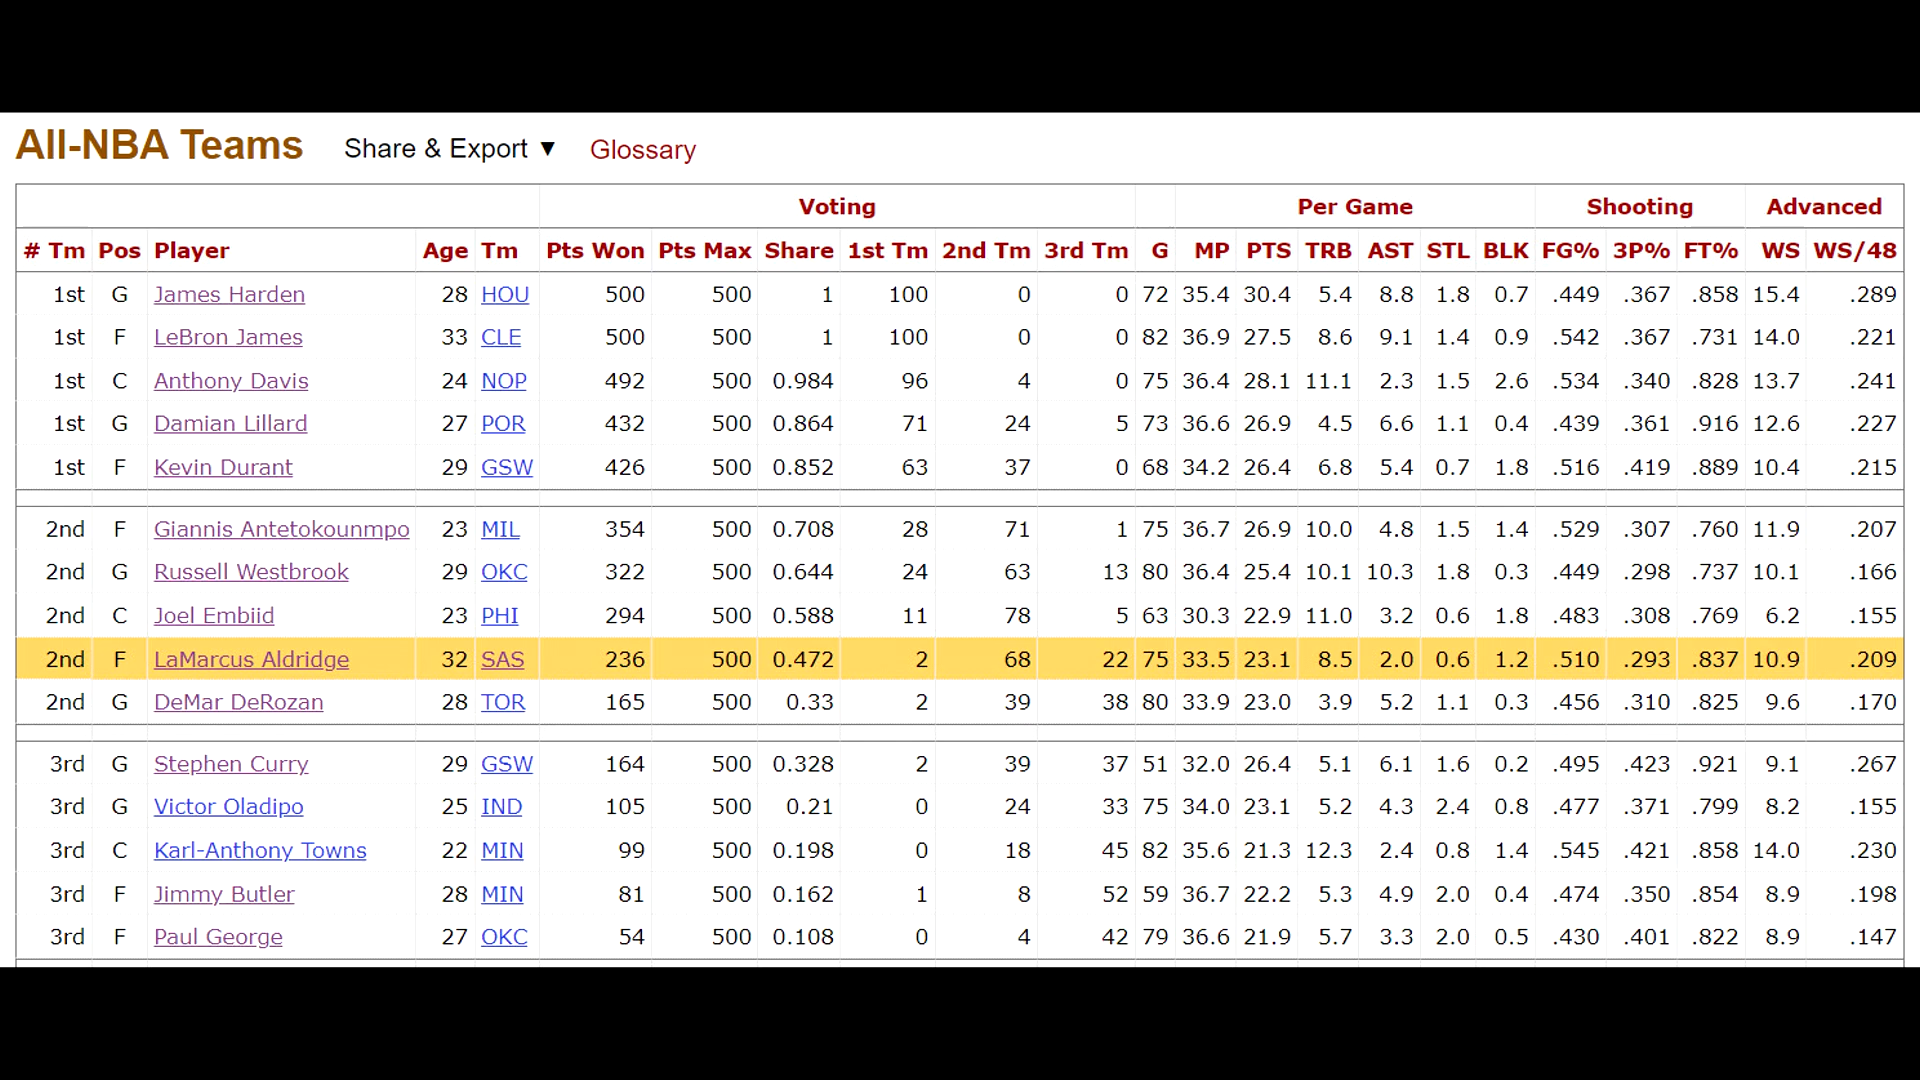 All-NBA Teams Share & Export ▼ Glossary
Voting Per Game Shooting Advanced
# Tm Pos Player Age Tm Pts Won Pts Max Share 1st Tm 2nd Tm 3rd Tm G MP PTS TRB AST STL BLK FG% 3P% FT% WS WS/48
1st G James Harden 28 HOU 500 500 1 100 0 0 72 35.4 30.4 5.4 8.8 1.8 0.7 .449 .367 .858 15.4 .289
1st F LeBron James 33 CLE 500 500 1 100 0 0 82 36.9 27.5 8.6 9.1 1.4 0.9 .542 .367 .731 14.0 .221
1st C Anthony Davis 24 NOP 492 500 0.984 96 4 0 75 36.4 28.1 11.1 2.3 1.5 2.6 .534 .340 .828 13.7 .241
1st G Damian Lillard 27 POR 432 500 0.864 71 24 5 73 36.6 26.9 4.5 6.6 1.1 0.4 .439 .361 .916 12.6 .227
1st F Kevin Durant 29 GSW 426 500 0.852 63 37 0 68 34.2 26.4 6.8 5.4 0.7 1.8 .516 .419 .889 10.4 .215
2nd F Giannis Antetokounmpo 23 MIL 354 500 0.708 28 71 1 75 36.7 26.9 10.0 4.8 1.5 1.4 .529 .307 .760 11.9 .207
2nd G Russell Westbrook 29 OKC 322 500 0.644 24 63 13 80 36.4 25.4 10.1 10.3 1.8 0.3 .449 .298 .737 10.1 .166
2nd C Joel Embiid 23 PHI 294 500 0.588 11 78 5 63 30.3 22.9 11.0 3.2 0.6 1.8 .483 .308 .769 6.2 .155
2nd F LaMarcus Aldridge 32 SAS 236 500 0.472 2 68 22 75 33.5 23.1 8.5 2.0 0.6 1.2 .510 .293 .837 10.9 .209
2nd G DeMar DeRozan 28 TOR 165 500 0.33 2 39 38 80 33.9 23.0 3.9 5.2 1.1 0.3 .456 .310 .825 9.6 .170
3rd G Stephen Curry 29 GSW 164 500 0.328 2 39 37 51 32.0 26.4 5.1 6.1 1.6 0.2 .495 .423 .921 9.1 .267
3rd G Victor Oladipo 25 IND 105 500 0.21 0 24 33 75 34.0 23.1 5.2 4.3 2.4 0.8 .477 .371 .799 8.2 .155
3rd C Karl-Anthony Towns 22 MIN 99 500 0.198 0 18 45 82 35.6 21.3 12.3 2.4 0.8 1.4 .545 .421 .858 14.0 .230
3rd F Jimmy Butler 28 MIN 81 500 0.162 1 8 52 59 36.7 22.2 5.3 4.9 2.0 0.4 .474 .350 .854 8.9 .198
3rd F Paul George 27 OKC 54 500 0.108 0 4 42 79 36.6 21.9 5.7 3.3 2.0 0.5 .430 .401 .822 8.9 .147